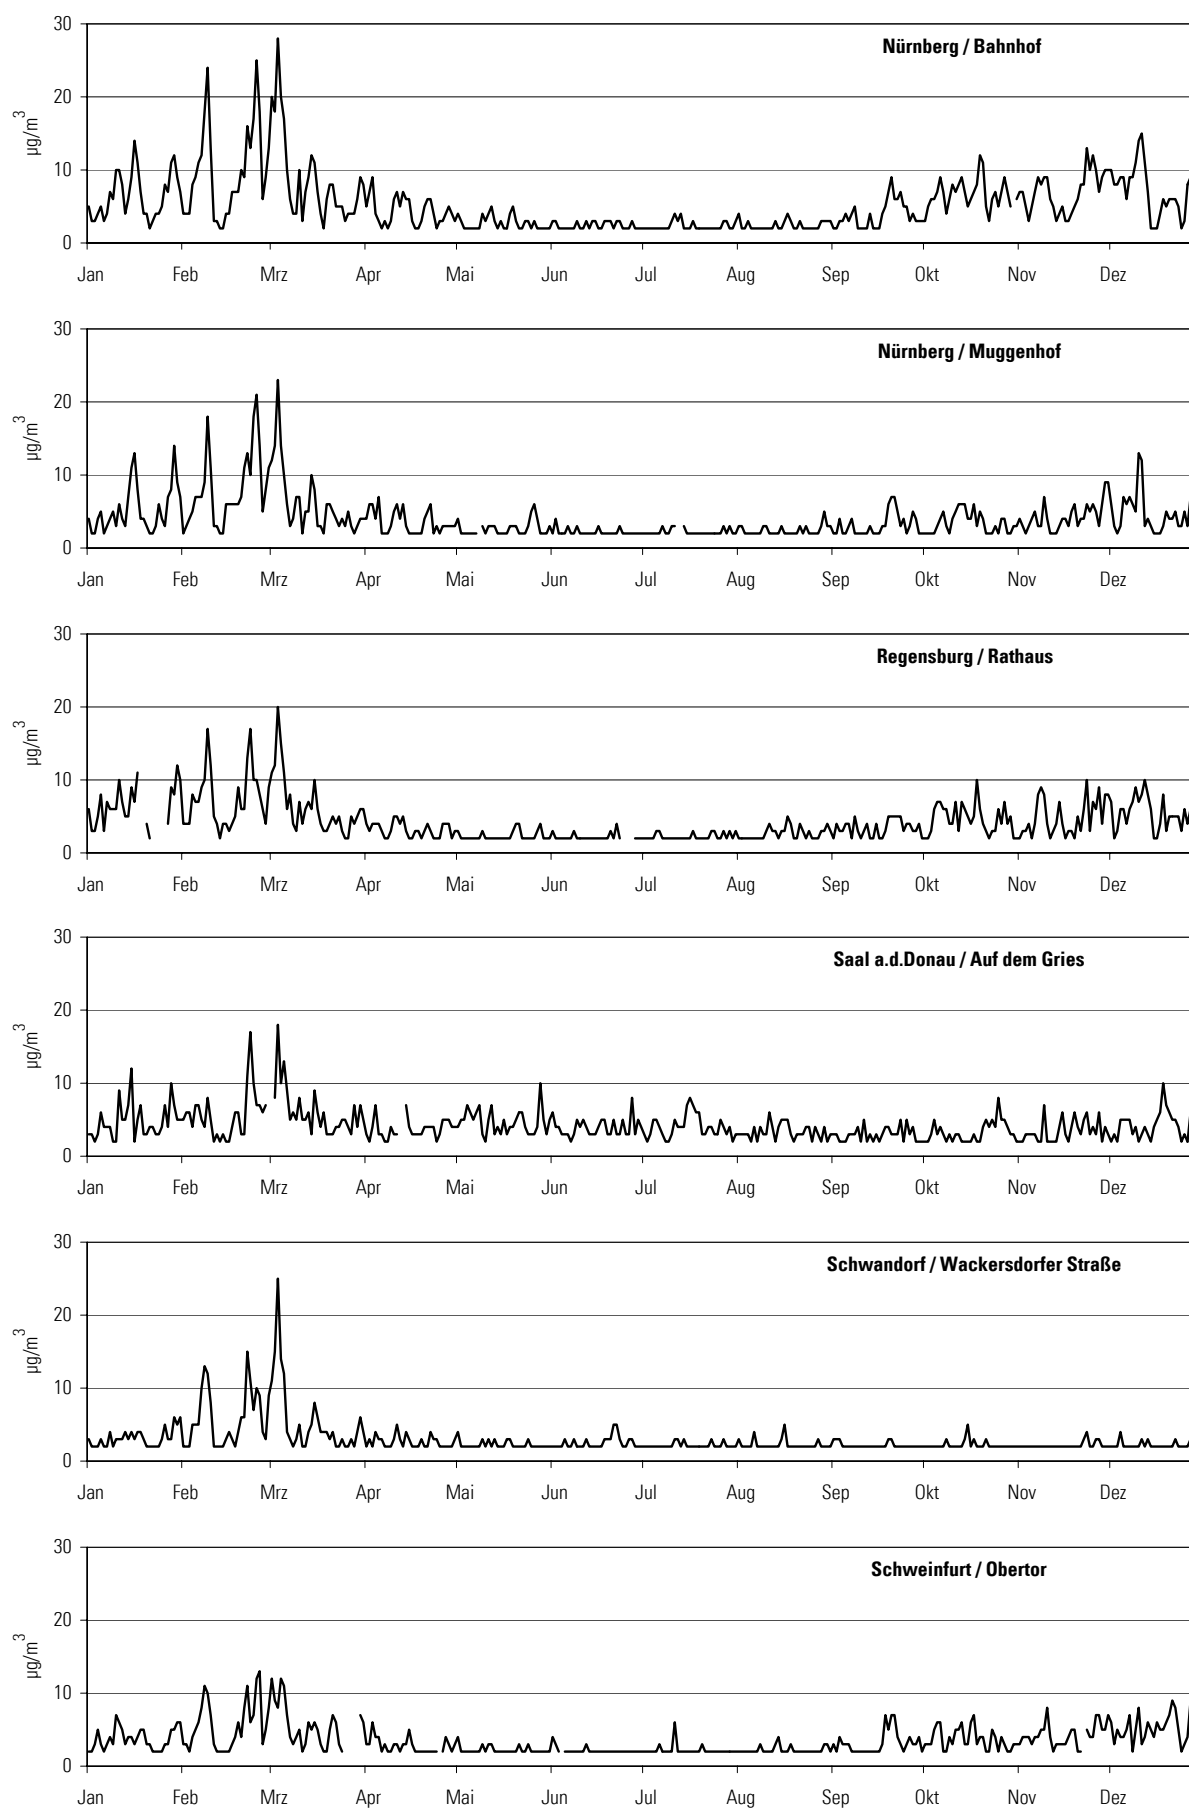 30
Nürnberg / Bahnhof
20
µg/m³
10
0
Jan Feb Mrz Apr Mai Jun Jul Aug Sep Okt Nov Dez
30
Nürnberg / Muggenhof
20
µg/m³
10
0
Jan Feb Mrz Apr Mai Jun Jul Aug Sep Okt Nov Dez
30
Regensburg / Rathaus
20
µg/m³
10
0
Jan Feb Mrz Apr Mai Jun Jul Aug Sep Okt Nov Dez
30
Saal a.d.Donau / Auf dem Gries
20
µg/m³
10
0
Jan Feb Mrz Apr Mai Jun Jul Aug Sep Okt Nov Dez
30
Schwandorf / Wackersdorfer Straße
20
µg/m³
10
0
Jan Feb Mrz Apr Mai Jun Jul Aug Sep Okt Nov Dez
30
Schweinfurt / Obertor
20
µg/m³
10
0
Jan Feb Mrz Apr Mai Jun Jul Aug Sep Okt Nov Dez